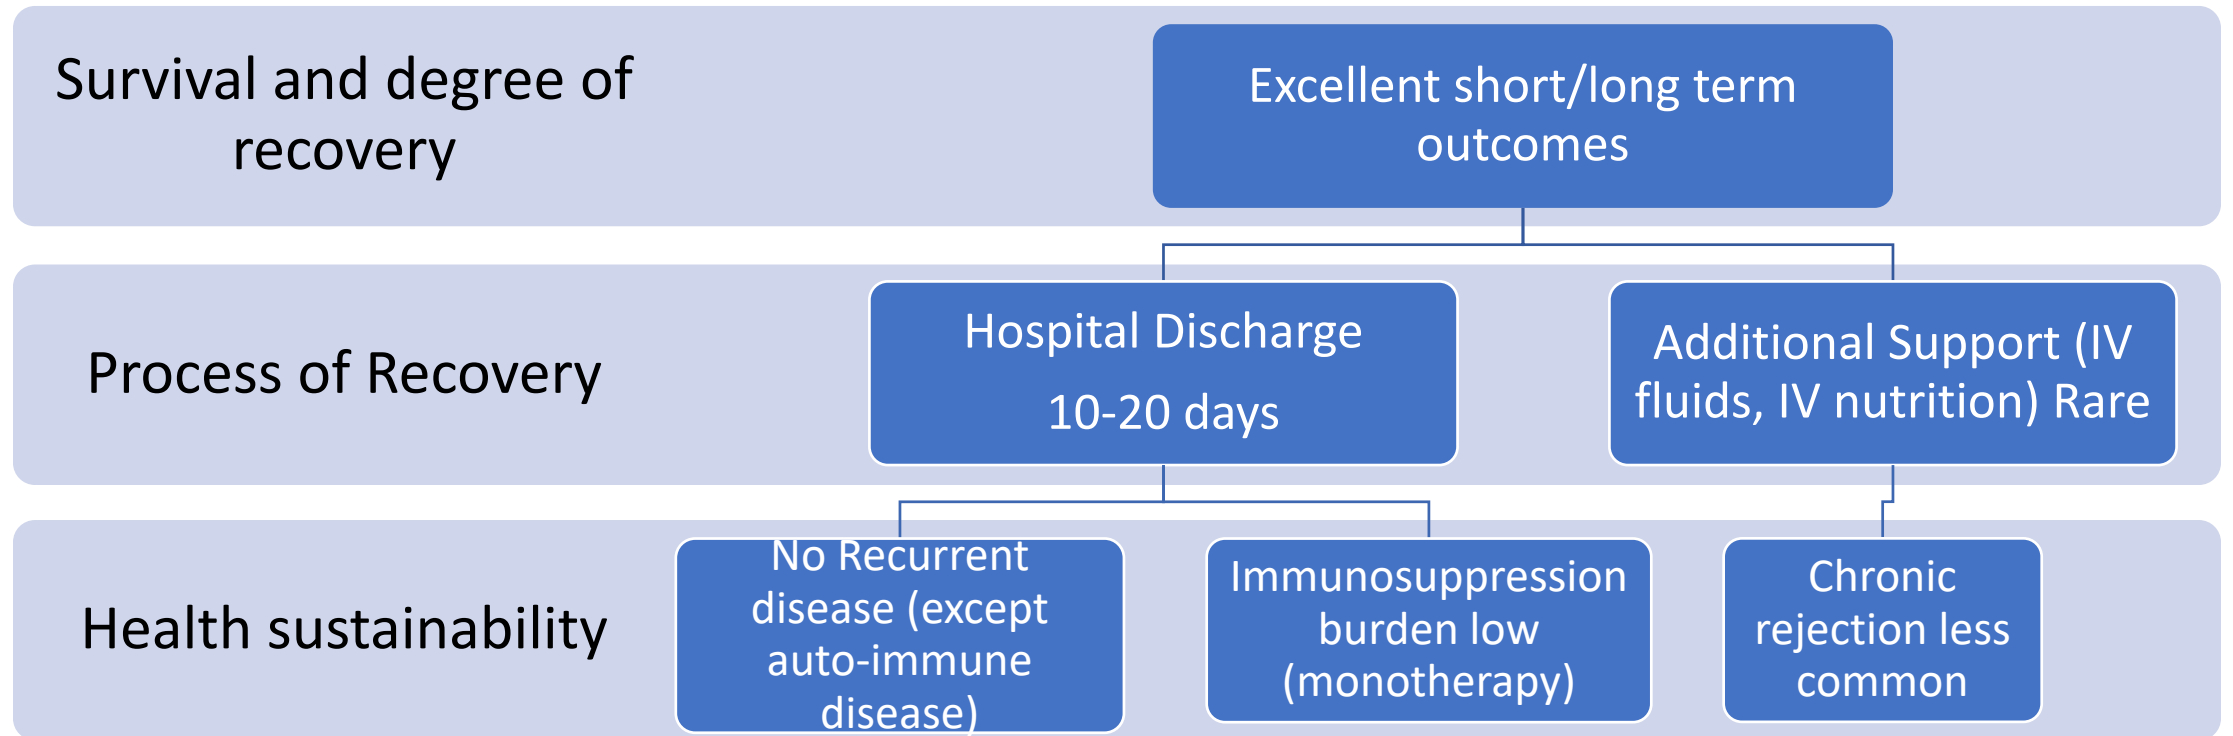 Survival and degree of
recovery
Excellent short/long term
outcomes
Process of Recovery
Hospital Discharge
10-20 days
Additional Support (IV
fluids, IV nutrition) Rare
Health sustainability
No Recurrent
disease (except
auto-immune
disease)
Immunosuppression
burden low
(monotherapy)
Chronic
rejection less
common